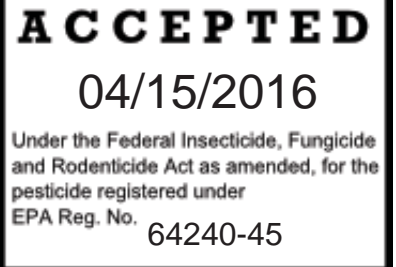 ACCEPTED
04/15/2016
Under the Federal Insecticide, Fungicide
and Rodenticide Act as amended, for the
pesticide registered under
EPA Reg. No. 64240-45